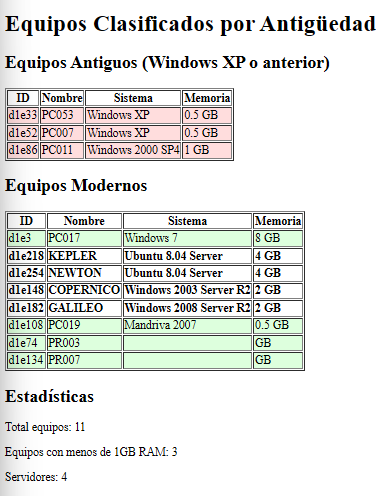 Equipos Clasificados por Antigüedad
Equipos Antiguos (Windows XP o anterior)
ID Nombre Sistema Memoria
d1e33 PC053 Windows XP 0.5 GB
d1e52 PC007 Windows XP 0.5 GB
d1e86 PC011 Windows 2000 SP4 1 GB
Equipos Modernos
ID Nombre Sistema Memoria
d1e3 PC017 Windows 7 8 GB
d1e218 KEPLER Ubuntu 8.04 Server 4 GB
d1e254 NEWTON Ubuntu 8.04 Server 4 GB
d1e148 COPERNICO Windows 2003 Server R2 2 GB
d1e182 GALILEO Windows 2008 Server R2 2 GB
d1e108 PC019 Mandriva 2007 0.5 GB
d1e74 PR003 GB
d1e134 PR007 GB
Estadísticas
Total equipos: 11
Equipos con menos de 1GB RAM: 3
Servidores: 4